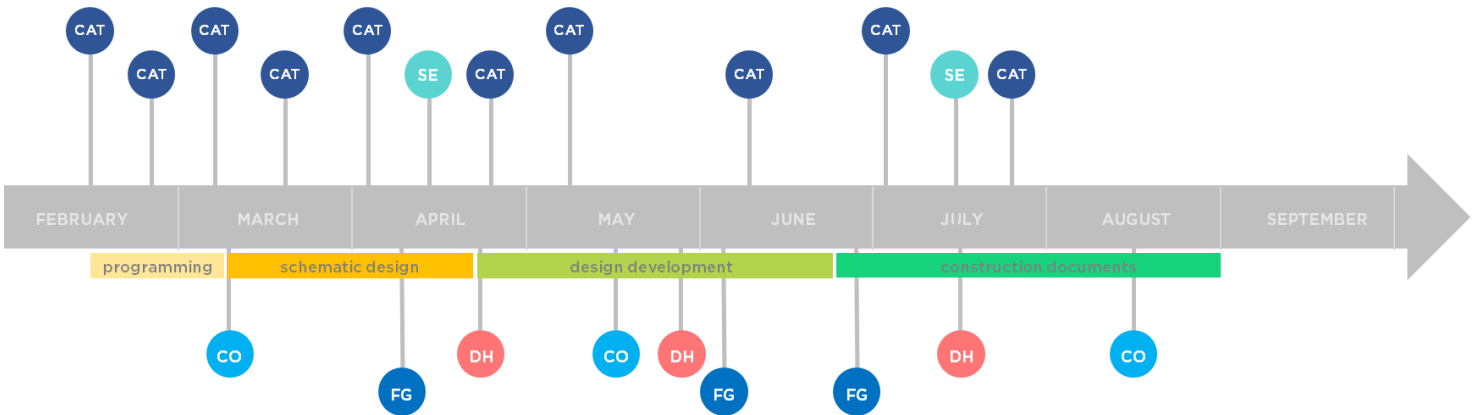 CAT CAT CAT CAT CAT
CAT CAT SE CAT CAT SE CAT
FEBRUARY MARCH APRIL MAY JUNE JULY AUGUST SEPTEMBER
programming schematic design design development construction documents
CO DH CO DH DH CO
FG FG FG